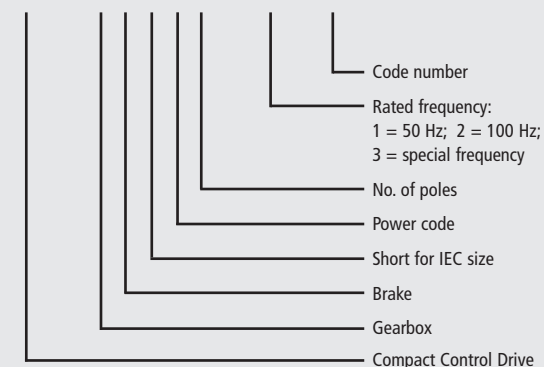 Code number
Rated frequency:
1 = 50 Hz; 2 = 100 Hz;
3 = special frequency
No. of poles
Power code
Short for IEC size
Brake
Gearbox
Compact Control Drive